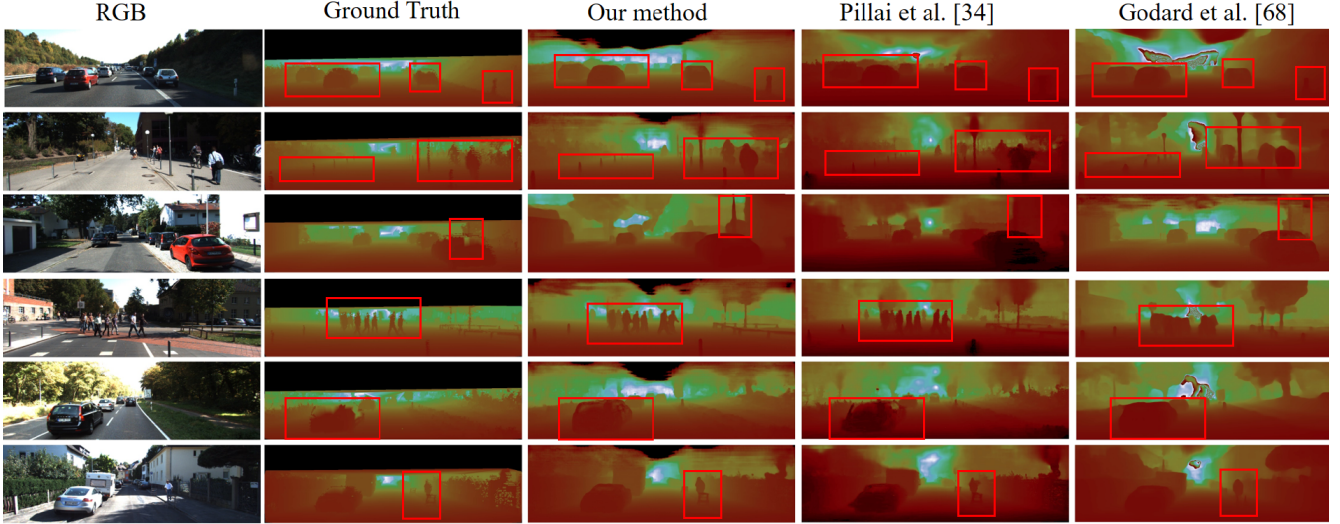 RGB
Ground Truth
Our method
Pillai et al. [34]
Godard et al. [68]